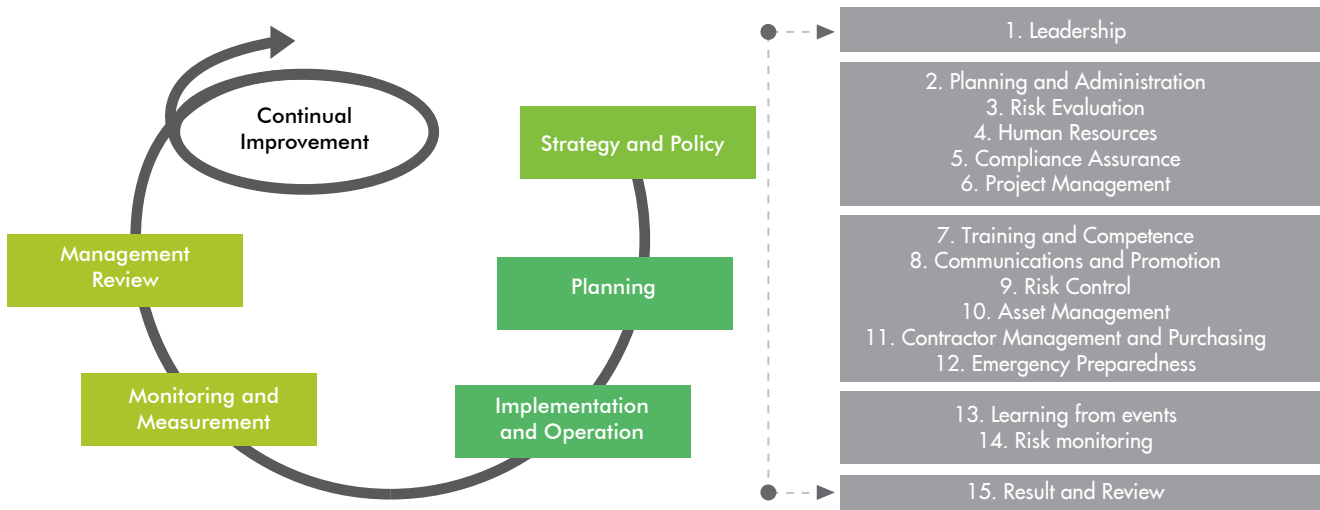 Continual
Improvement
Strategy and Policy
Management
Review
Planning
Monitoring and
Measurement
Implementation
and Operation
1. Leadership
2. Planning and Administration
3. Risk Evaluation
4. Human Resources
5. Compliance Assurance
6. Project Management
7. Training and Competence
8. Communications and Promotion
9. Risk Control
10. Asset Management
11. Contractor Management and Purchasing
12. Emergency Preparedness
13. Learning from events
14. Risk monitoring
15. Result and Review